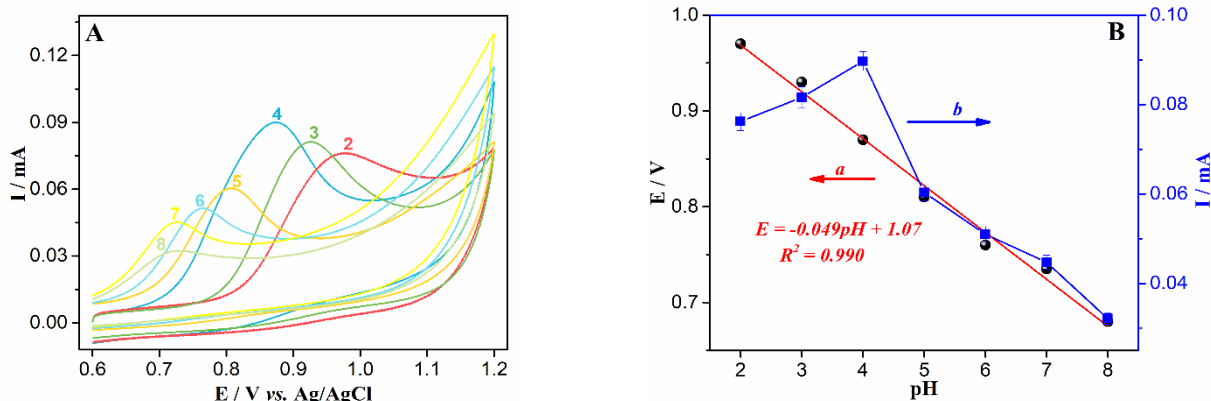 A
I / mA
0.12
0.09
0.06
0.03
0.00
4
3
2
5
6
7
8
0.6 0.7 0.8 0.9 1.0 1.1 1.2
E / V vs. Ag/AgCl
B
E / V
1.0
0.9
0.8
0.7
b
a
E = -0.049pH + 1.07
R² = 0.990
2 3 4 5 6 7 8
pH
0.10
0.08
0.06
0.04
I / mA